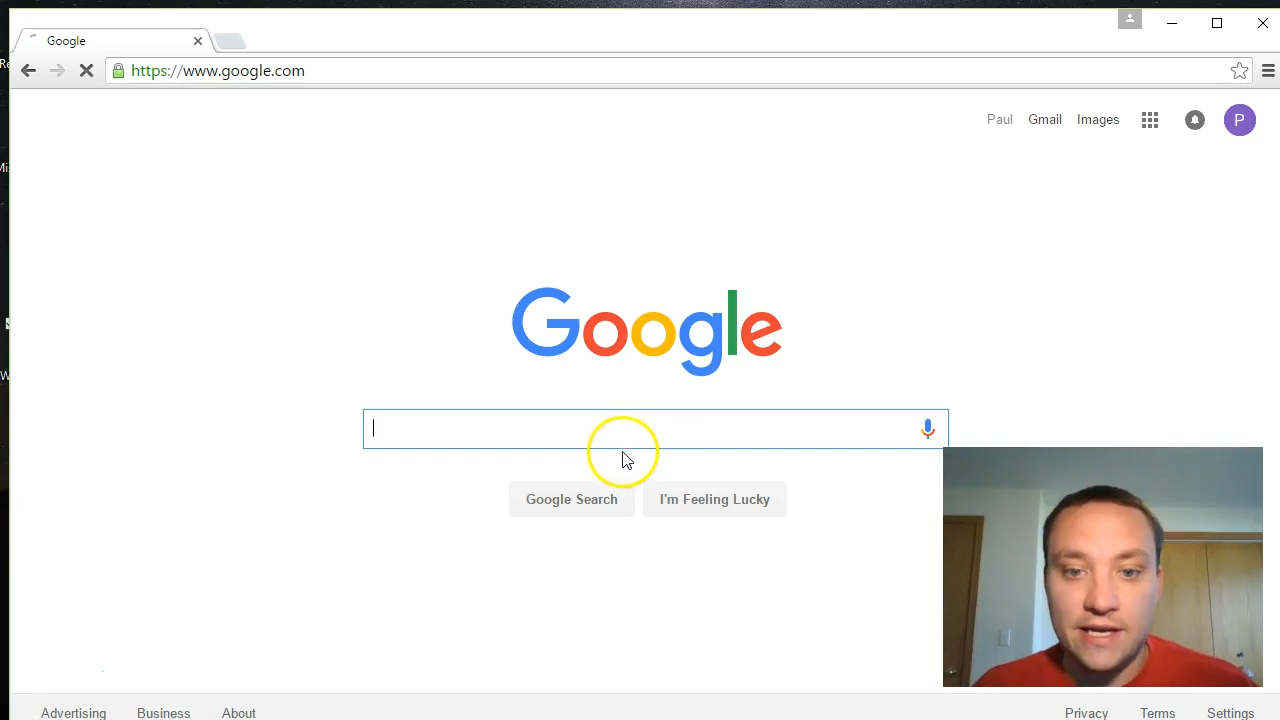 Google
https://www.google.com
Paul Gmail Images P
Google
Google Search I'm Feeling Lucky
Advertising Business About Privacy Terms Settings